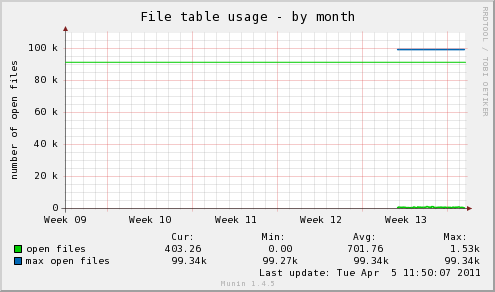 File table usage - by month
RRDTOOL / TOBI OETIKER
number of open files
100 k
80 k
60 k
40 k
20 k
0
Week 09 Week 10 Week 11 Week 12 Week 13
Cur: Min: Avg: Max:
open files 403.26 0.00 701.76 1.53k
max open files 99.34k 99.27k 99.34k 99.34k
Last update: Tue Apr 5 11:50:07 2011
Munin 1.4.5